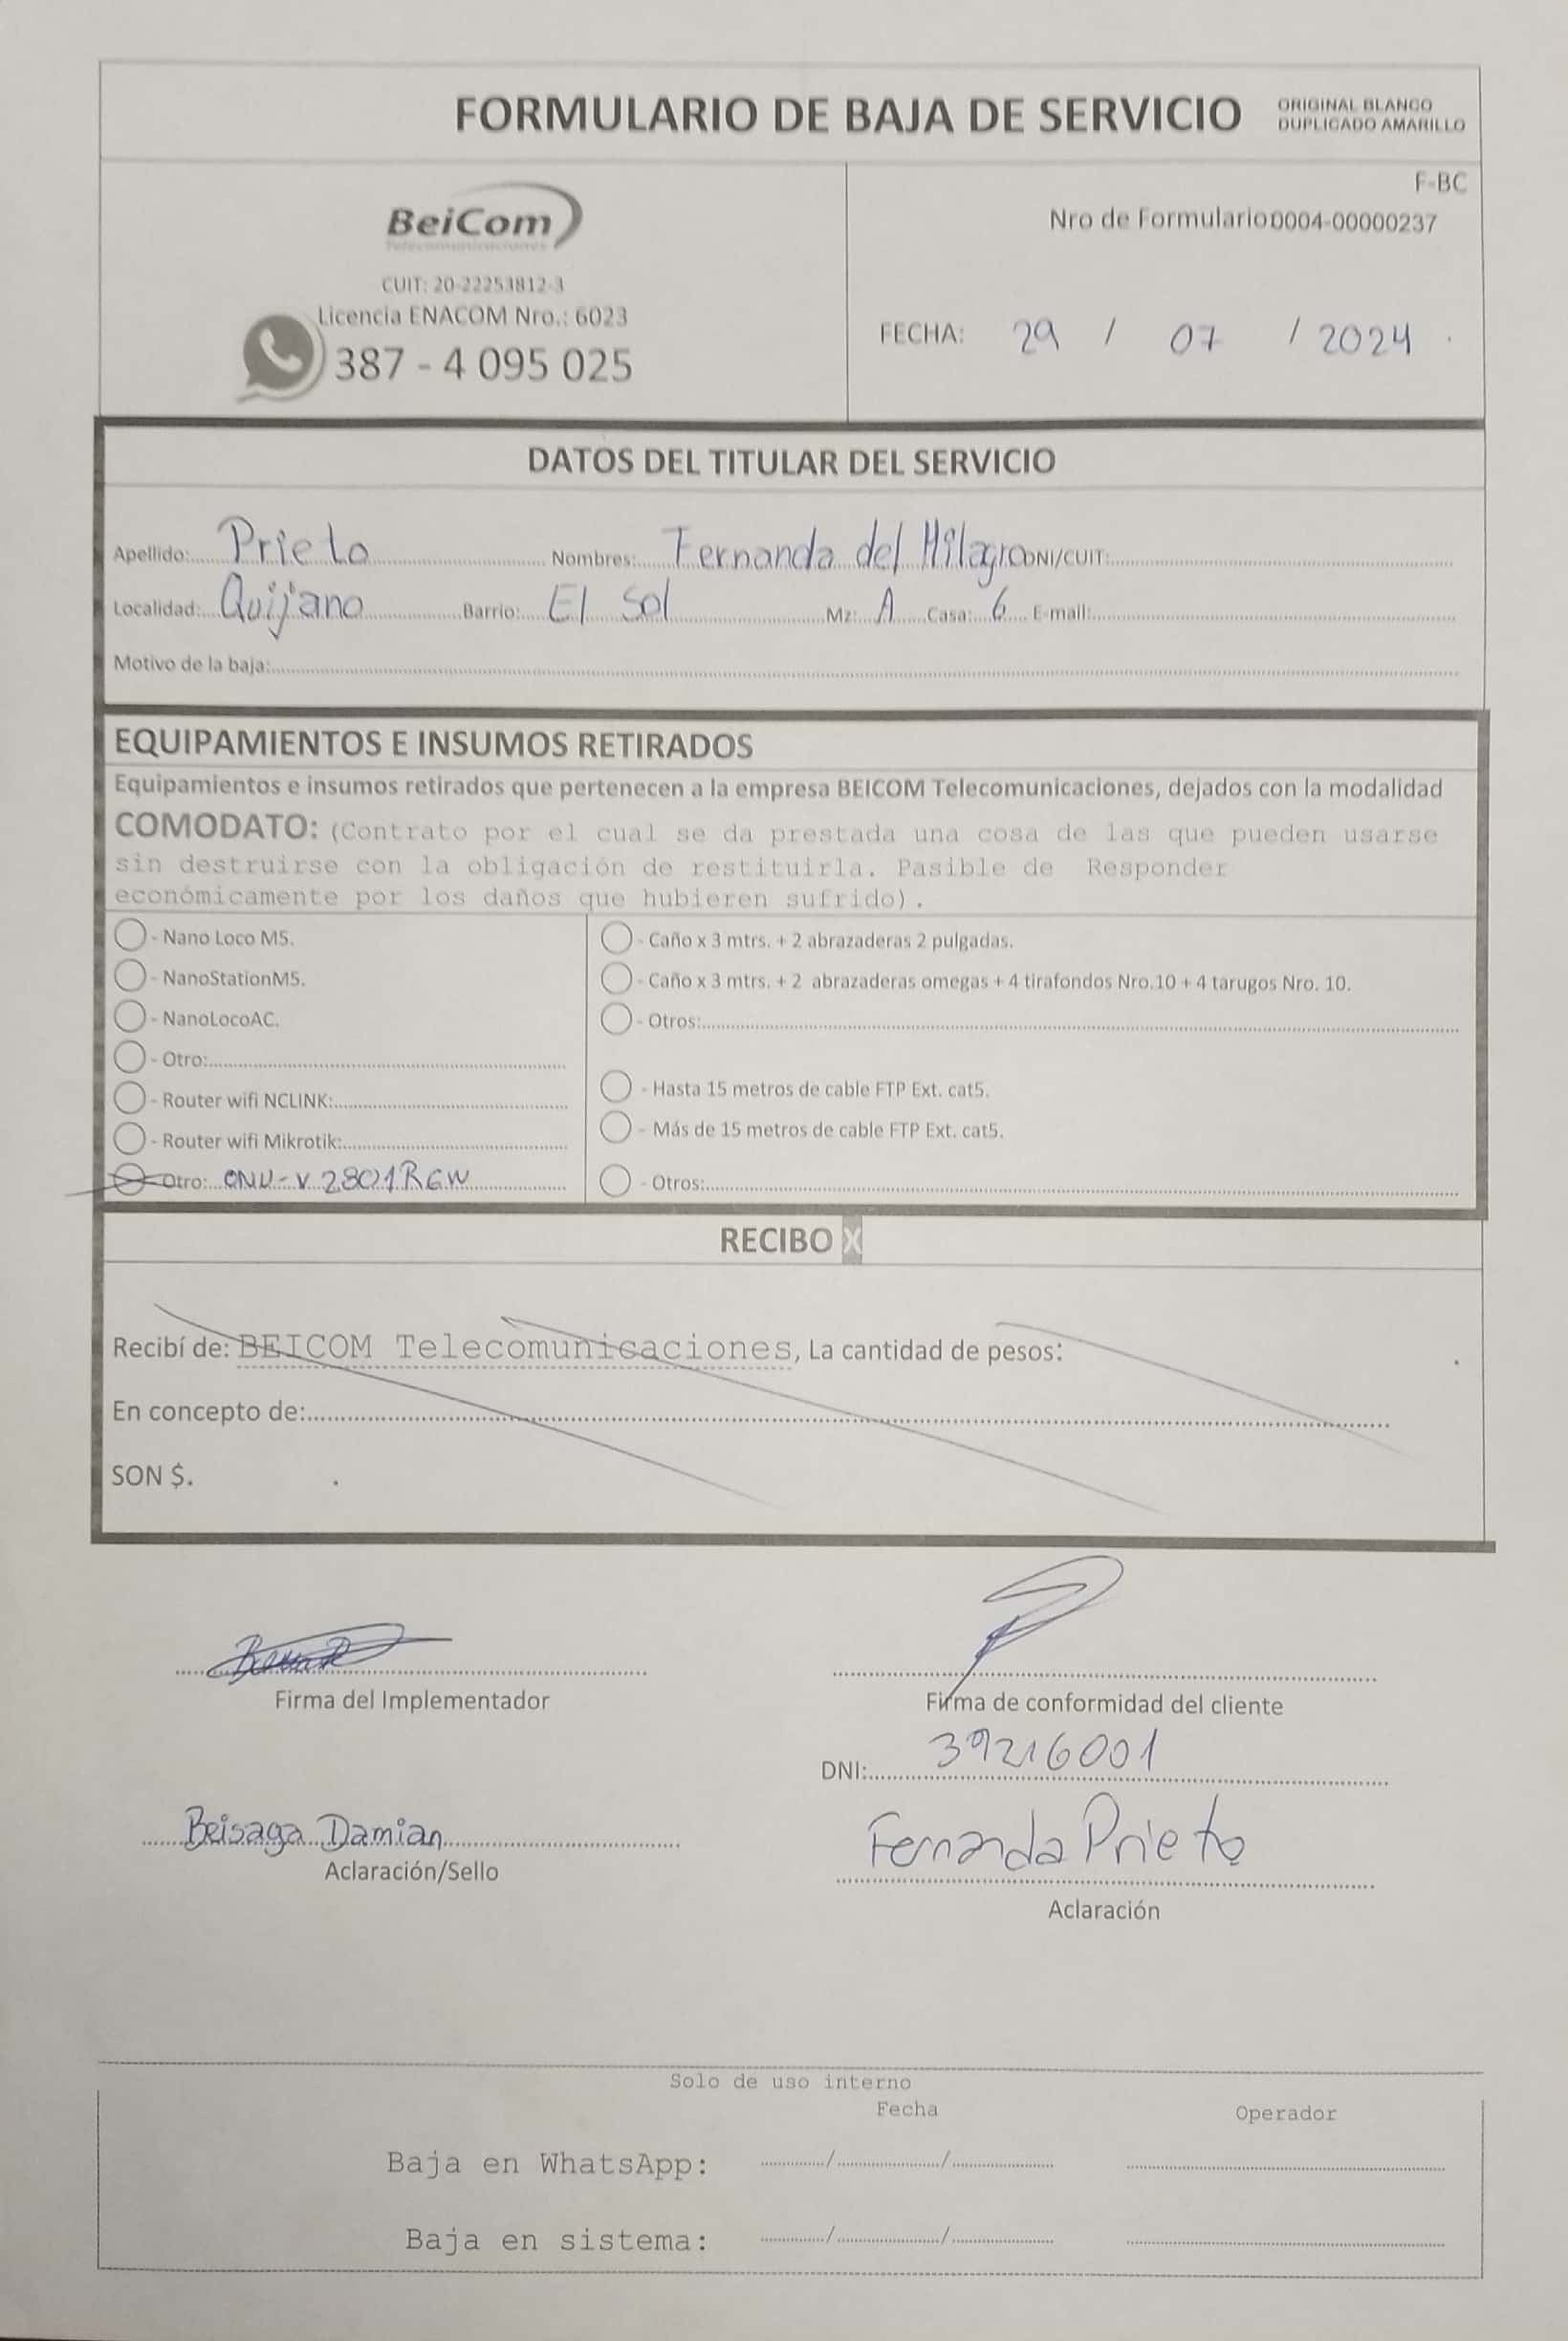 FORMULARIO DE BAJA DE SERVICIO
ORIGINAL BLANCO
DUPLICADO AMARILLO
BeiCom
Telecomunicaciones
CUIT: 20-22253812-3
Licencia ENACOM Nro.: 6023
387 - 4 095 025
F-BC
Nro de Formulario 0004-00000237
FECHA: 29 / 07 / 2024
DATOS DEL TITULAR DEL SERVICIO
Apellido: Prieto Nombres: Fernanda del Milagro DNI/CUIT:
Localidad: Quijano Barrio: El Sol Mz: A Casa: 6 E-mail:
Motivo de la baja:
EQUIPAMIENTOS E INSUMOS RETIRADOS
Equipamientos e insumos retirados que pertenecen a la empresa BEICOM Telecomunicaciones, dejados con la modalidad
COMODATO: (Contrato por el cual se da prestada una cosa de las que pueden usarse
sin destruirse con la obligación de restituirla. Pasible de Responder
económicamente por los daños que hubieren sufrido).
- Nano Loco M5.
- NanoStationM5.
- NanoLocoAC.
- Otro:
- Router wifi NCLINK:
- Router wifi Mikrotik:
- Otro: ONU-V2801RGW
- Caño x 3 mtrs. + 2 abrazaderas 2 pulgadas.
- Caño x 3 mtrs. + 2 abrazaderas omegas + 4 tirafondos Nro.10 + 4 tarugos Nro. 10.
- Otros:
- Hasta 15 metros de cable FTP Ext. cat5.
- Más de 15 metros de cable FTP Ext. cat5.
- Otros:
RECIBO X
Recibí de: BEICOM Telecomunicaciones, La cantidad de pesos:
En concepto de:
SON $.
Firma del Implementador
Firma de conformidad del cliente
DNI: 39216001
Beisaga Damian
Aclaración/Sello
Fernanda Prieto
Aclaración
Solo de uso interno
Fecha Operador
Baja en WhatsApp: / /
Baja en sistema: / /